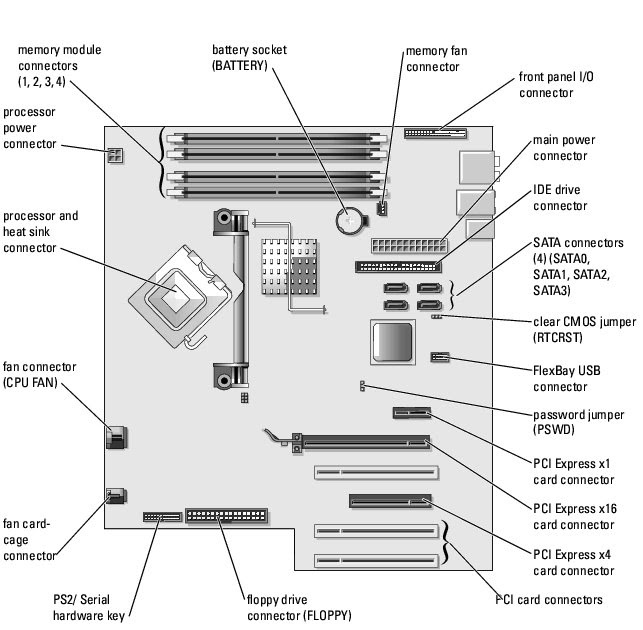 memory module
connectors
(1, 2, 3, 4)
battery socket
(BATTERY)
memory fan
connector
front panel I/O
connector
processor
power
connector
main power
connector
IDE drive
connector
processor and
heat sink
connector
SATA connectors
(4) (SATA0,
SATA1, SATA2,
SATA3)
clear CMOS jumper
(RTCRST)
fan connector
(CPU FAN)
FlexBay USB
connector
password jumper
(PSWD)
PCI Express x1
card connector
PCI Express x16
card connector
fan card-
cage
connector
PCI Express x4
card connector
PS2/ Serial
hardware key
floppy drive
connector (FLOPPY)
PCI card connectors